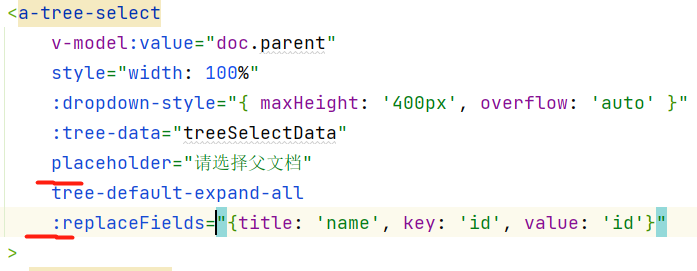 <a-tree-select
v-model:value="doc.parent"
style="width: 100%"
:dropdown-style="{ maxHeight: '400px', overflow: 'auto' }"
:tree-data="treeSelectData"
placeholder="请选择父文档"
tree-default-expand-all
:replaceFields="{title: 'name', key: 'id', value: 'id'}"
>